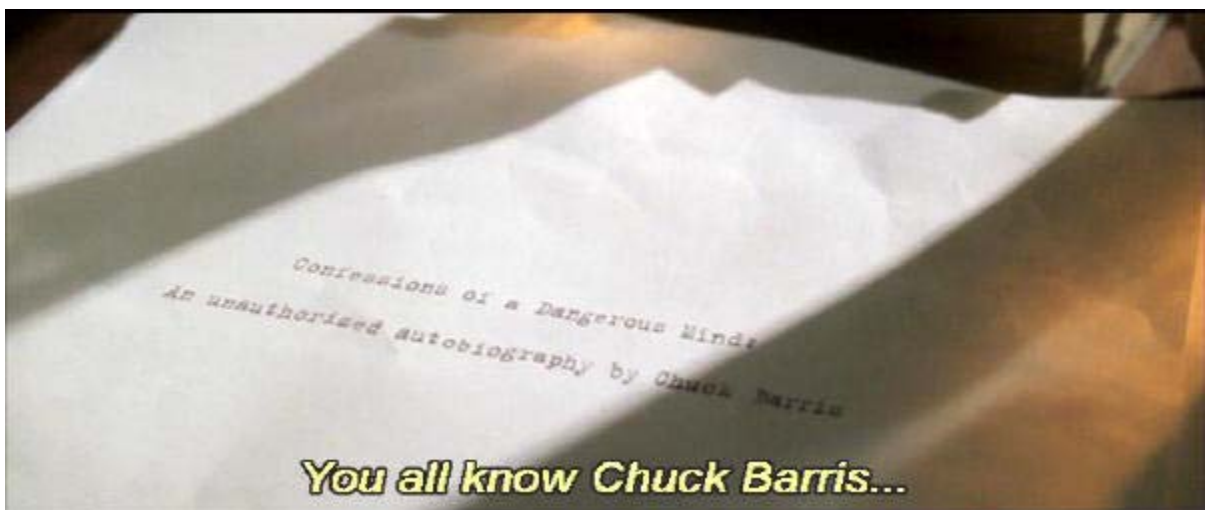 Confessions of a Dangerous Mind:
An unauthorized autobiography by Chuck Barris
You all know Chuck Barris...